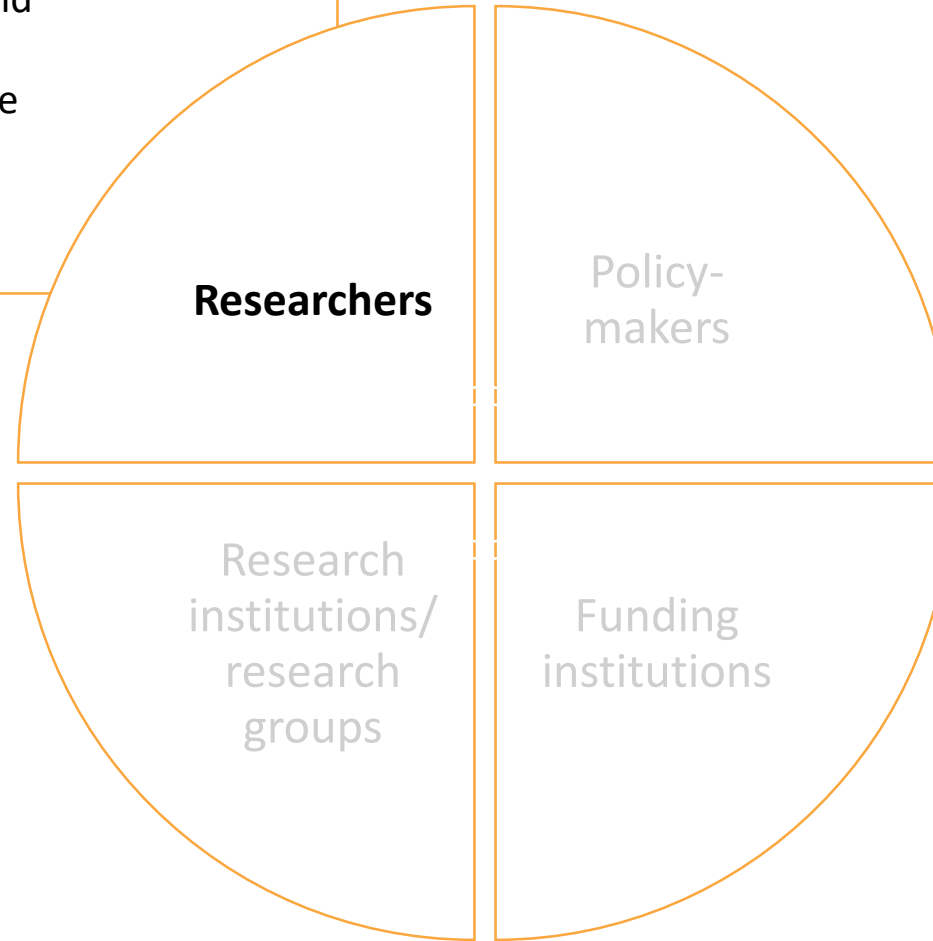 Researchers
Policy-
makers
Research
institutions/
research
groups
Funding
institutions